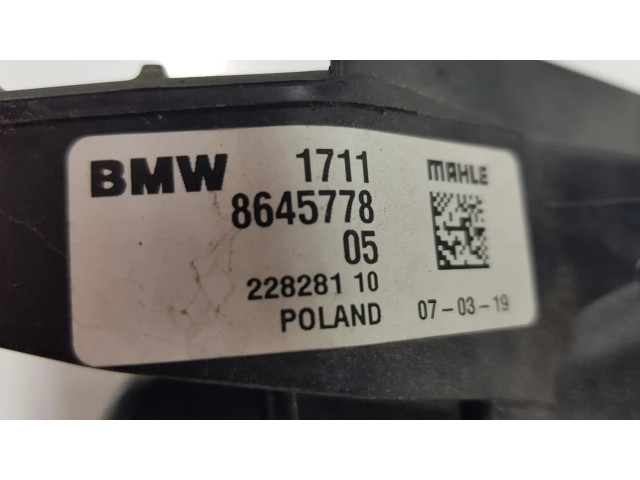 BMW 1711 MAHLE
8645778
05
228281 10
POLAND 07-03-19